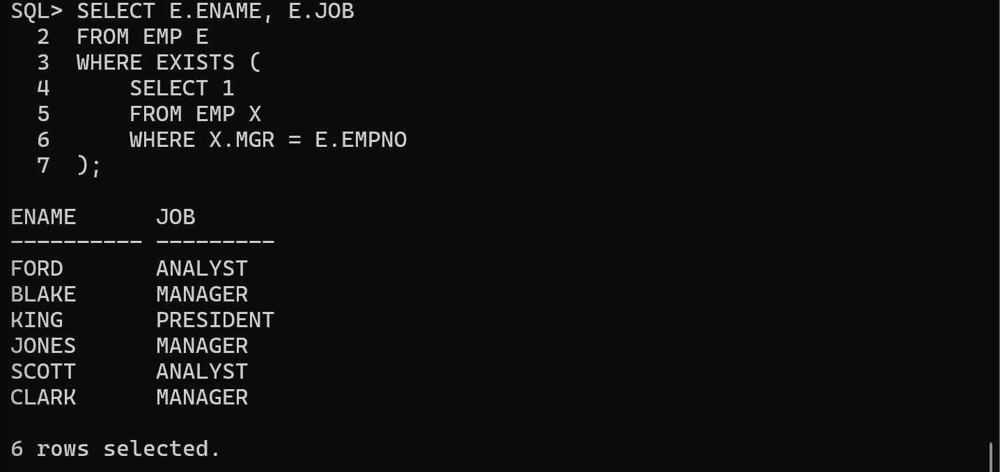 SQL> SELECT E.ENAME, E.JOB
  2  FROM EMP E
  3  WHERE EXISTS (
  4      SELECT 1
  5      FROM EMP X
  6      WHERE X.MGR = E.EMPNO
  7  );

ENAME      JOB
---------- ---------
FORD       ANALYST
BLAKE      MANAGER
KING       PRESIDENT
JONES      MANAGER
SCOTT      ANALYST
CLARK      MANAGER

6 rows selected.